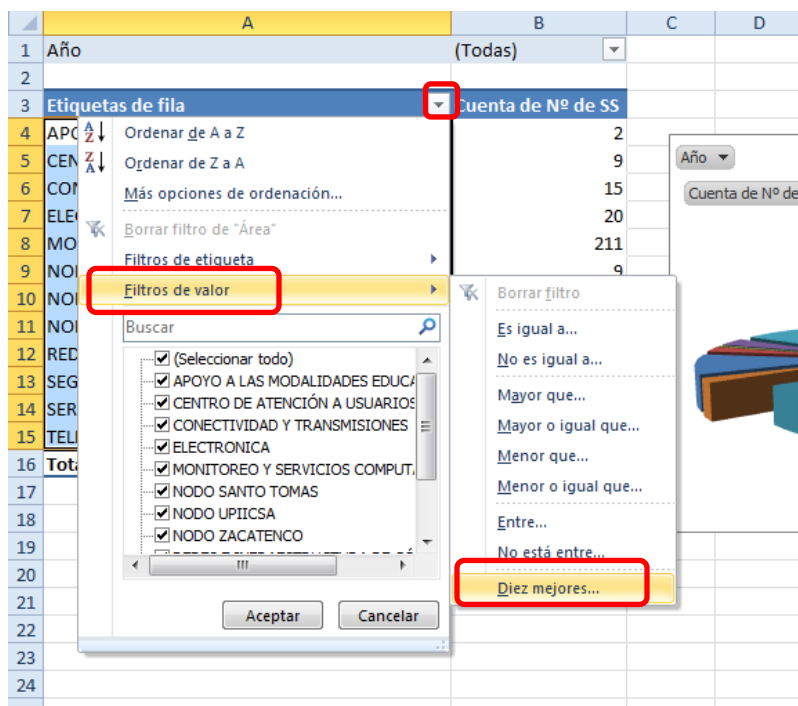 A B C D
1 Año (Todas)
2
3 Etiquetas de fila Cuenta de Nº de SS
4 APO 2
Ordenar de A a Z
5 CEN 9
Ordenar de Z a A
Año
6 CON 15
Más opciones de ordenación...
Cuenta de Nº de
7 ELE 20
Borrar filtro de "Área"
8 MO 211
Filtros de etiqueta
9 NO 9
Filtros de valor
10 NO
11 NO
12 RED
13 SEG
14 SER
15 TEL
16 Tot
17
18
19
20
21
22
23
24
Buscar
(Seleccionar todo)
APOYO A LAS MODALIDADES EDUCA
CENTRO DE ATENCIÓN A USUARIOS
CONECTIVIDAD Y TRANSMISIONES
ELECTRONICA
MONITOREO Y SERVICIOS COMPUT
NODO SANTO TOMAS
NODO UPIICSA
NODO ZACATENCO
Aceptar Cancelar
Borrar filtro
Es igual a...
No es igual a...
Mayor que...
Mayor o igual que...
Menor que...
Menor o igual que...
Entre...
No está entre...
Diez mejores...